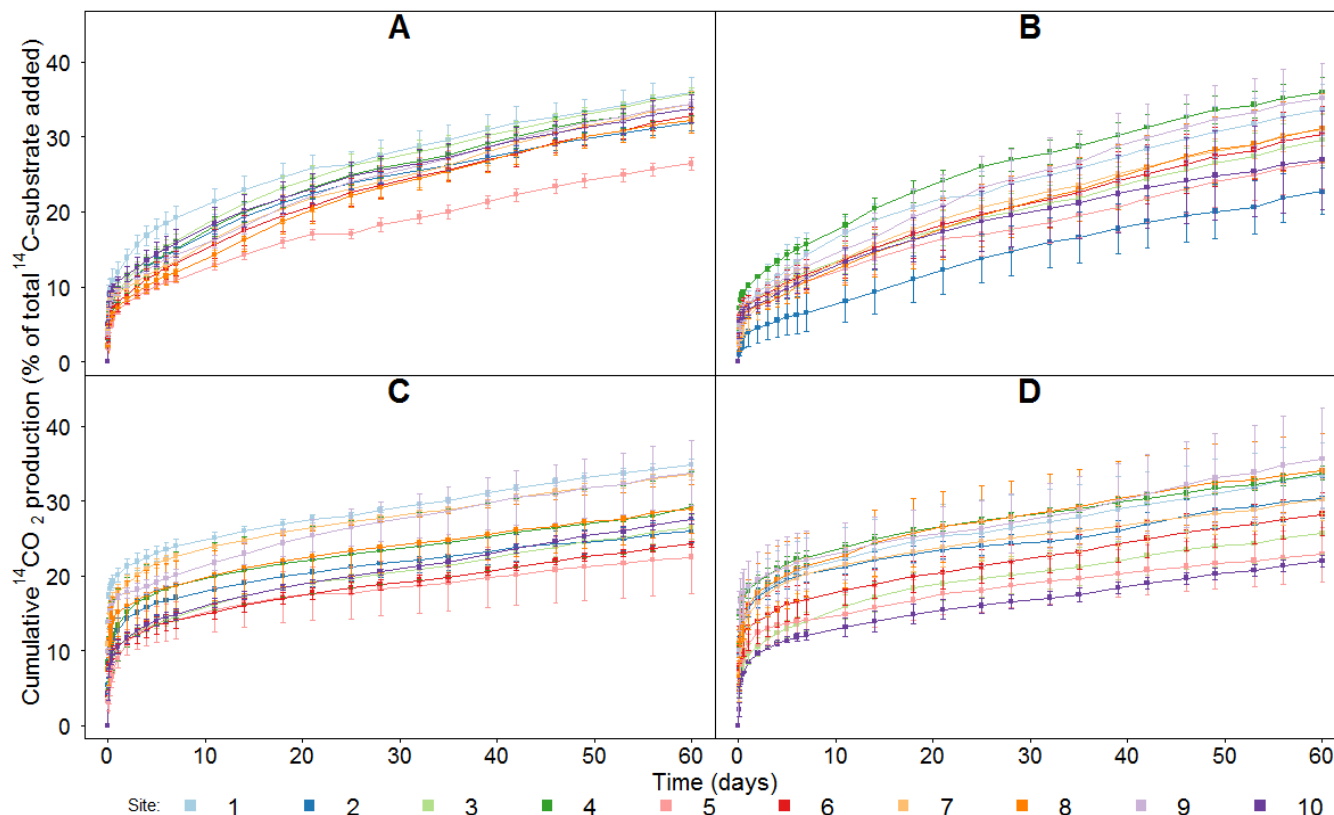 A
B
Cumulative ¹⁴CO₂ production (% of total ¹⁴C-substrate added)
40
30
20
10
0
C
D
40
30
20
10
0
0 10 20 30 40 50 60 0 10 20 30 40 50 60
Time (days)
Site: 1 2 3 4 5 6 7 8 9 10